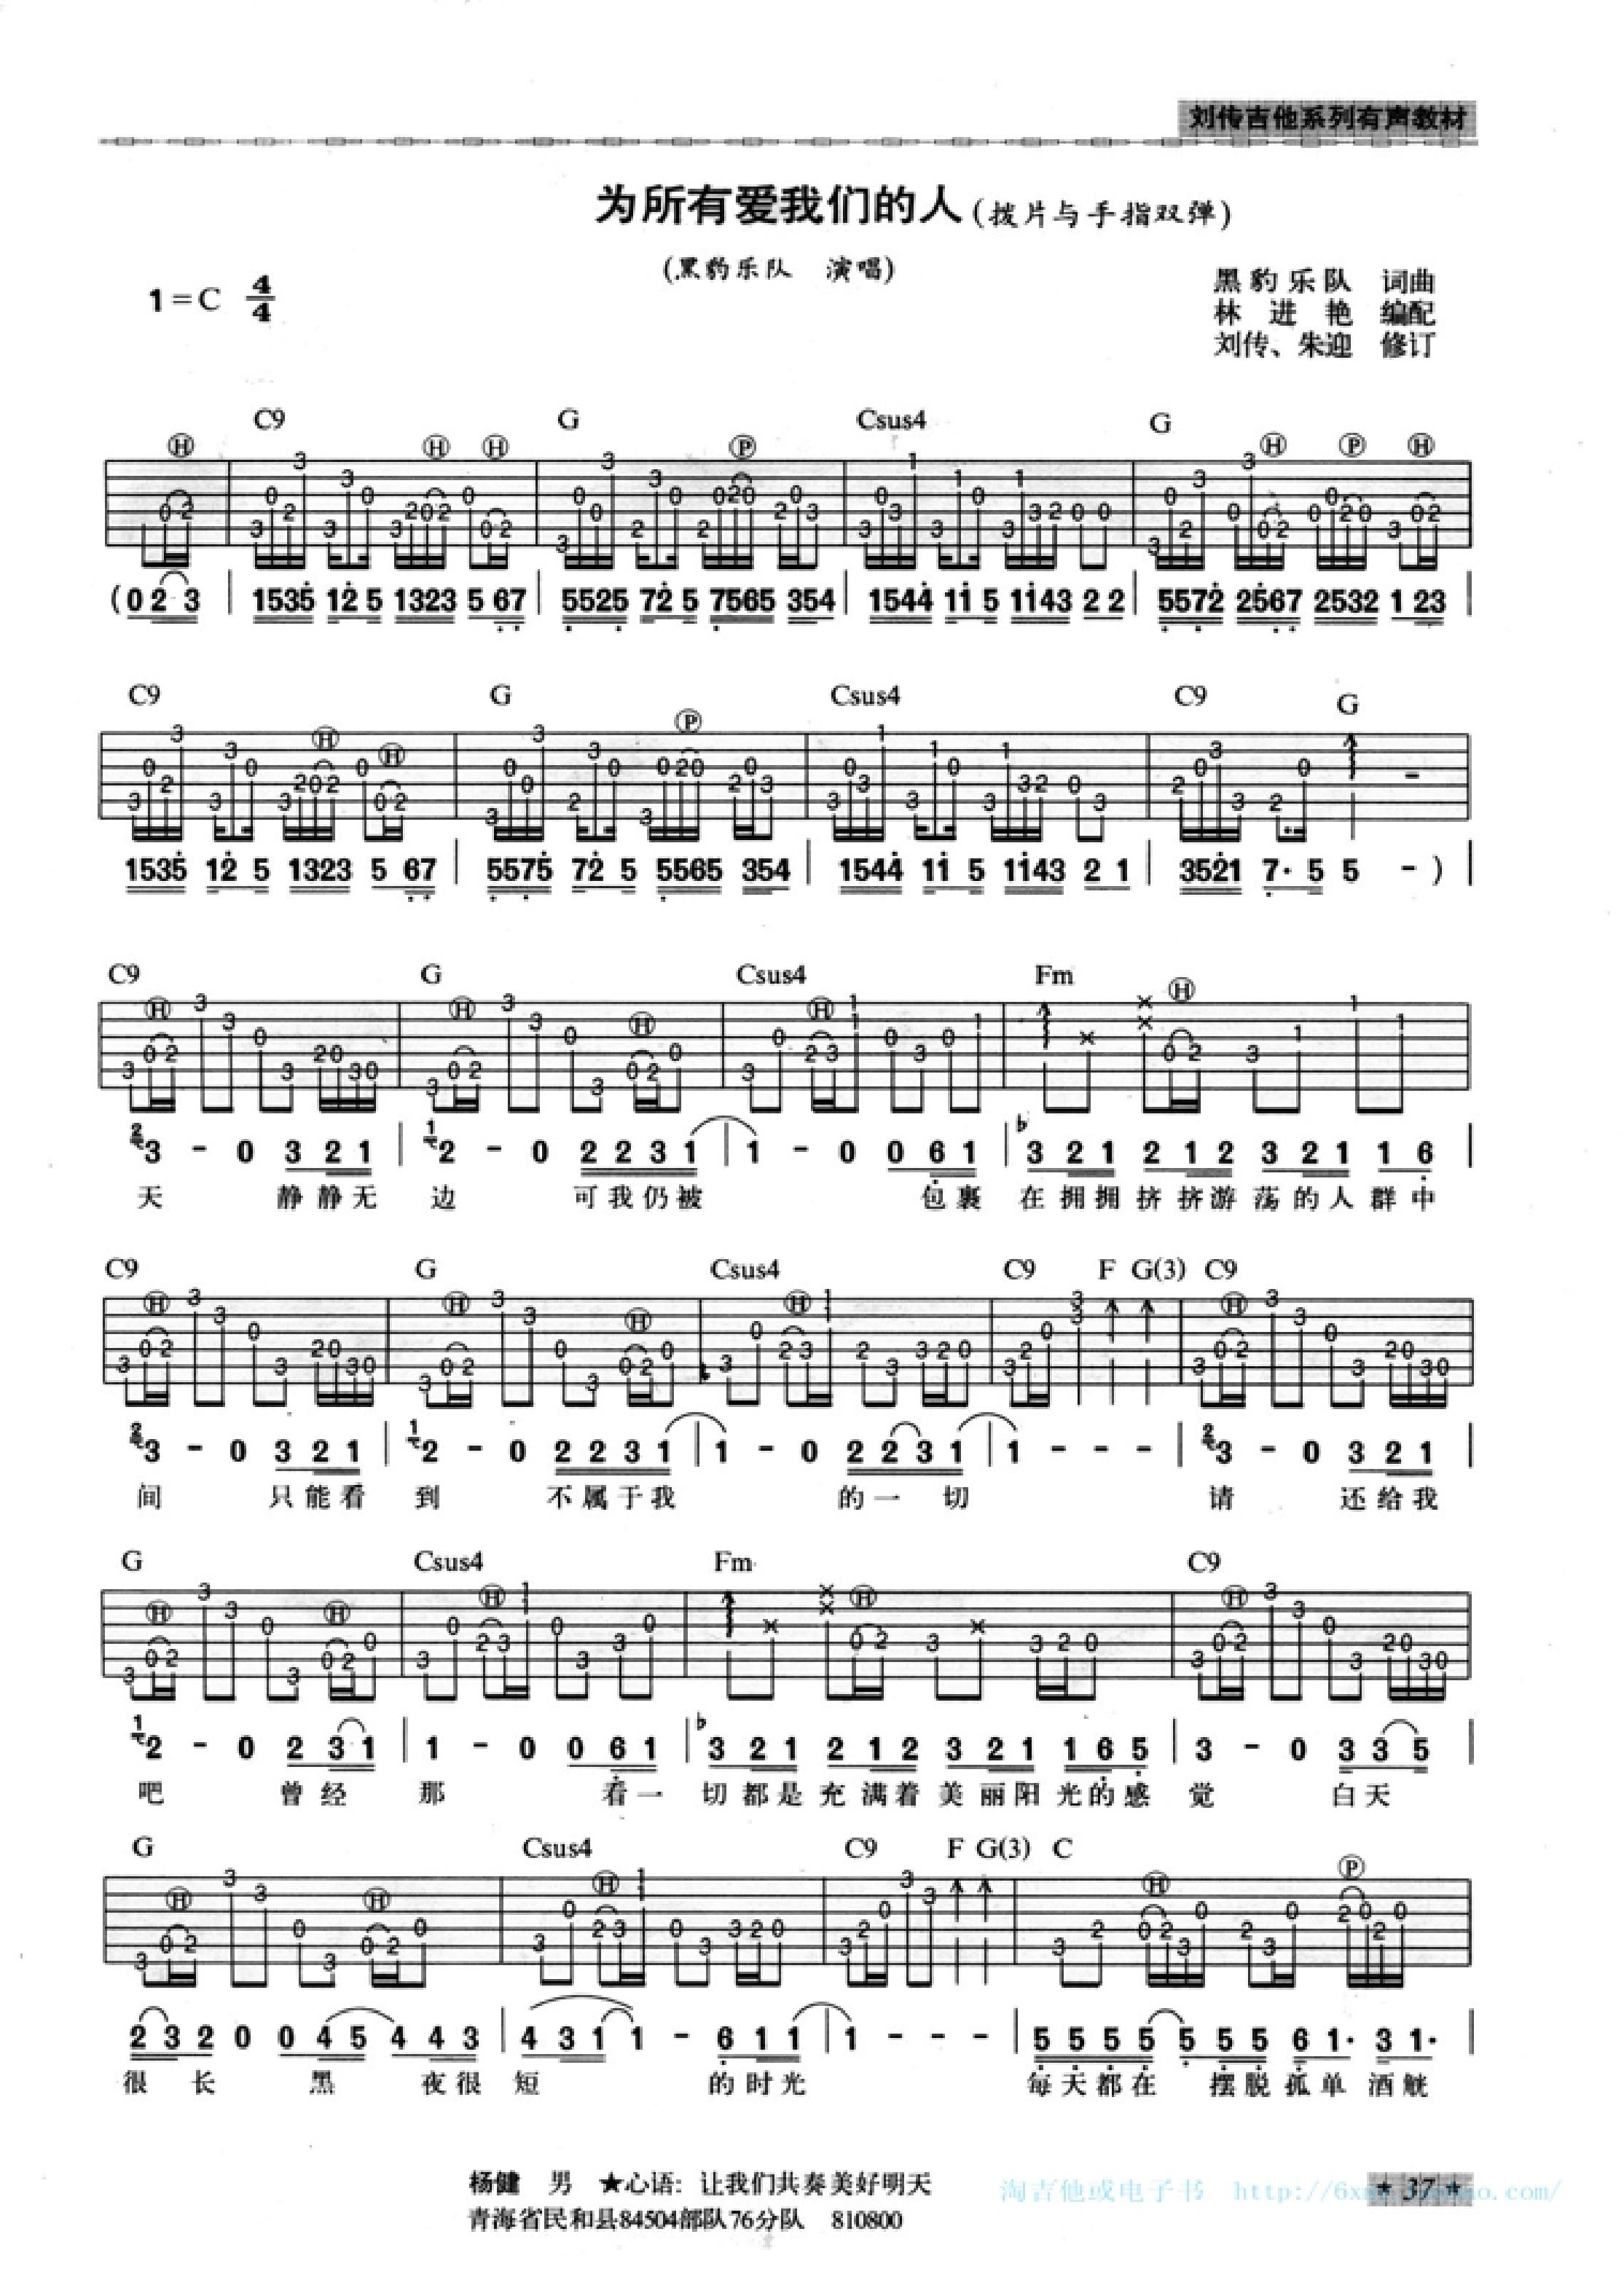 刘传吉他系列有声教材
为所有爱我们的人(拨片与手指双弹)
(黑豹乐队 演唱)
1=C 4/4
黑豹乐队 词曲
林进艳 编配
刘传、朱迎 修订
C9 G Csus4 G
(0 2 3 | 1535 12 5 1323 5 67 | 5525 72 5 7565 354 | 1544 11 5 1143 2 2 | 5572 2567 2532 1 23 |
C9 G Csus4 C9 G
1535 12 5 1323 5 67 | 5575 72 5 5565 354 | 1544 11 5 1143 2 1 | 3521 7· 5 5 - ) |
C9 G Csus4 Fm
3 - 0 3 2 1 | 2 - 0 2 2 3 1 | 1 - 0 0 6 1 | ♭3 2 1 2 1 2 3 2 1 1 6 |
天 静静无 边 可我仍被 包裹 在拥拥挤挤游荡的人群中
C9 G Csus4 C9 F G(3) C9
3 - 0 3 2 1 | 2 - 0 2 2 3 1 | 1 - 0 2 2 3 1 | 1 - - - | 3 - 0 3 2 1 |
间 只能看 到 不属于我 的一 切 请 还给我
G Csus4 Fm C9
2 - 0 2 3 1 | 1 - 0 0 6 1 | ♭3 2 1 2 1 2 3 2 1 1 6 5 | 3 - 0 3 3 5 |
吧 曾经 那 看一 切都是充满着美丽阳光的感 觉 白天
G Csus4 C9 F G(3) C
2 3 2 0 0 4 5 4 4 3 | 4 3 1 1 - 6 1 1 | 1 - - - | 5 5 5 5 5 5 5 6 1· 3 1· |
很 长 黑 夜很 短 的时光 每天都在 摆脱孤单 酒觥
杨健 男 ★心语：让我们共奏美好明天
青海省民和县84504部队76分队 810800
淘吉他或电子书
★ 37 ★